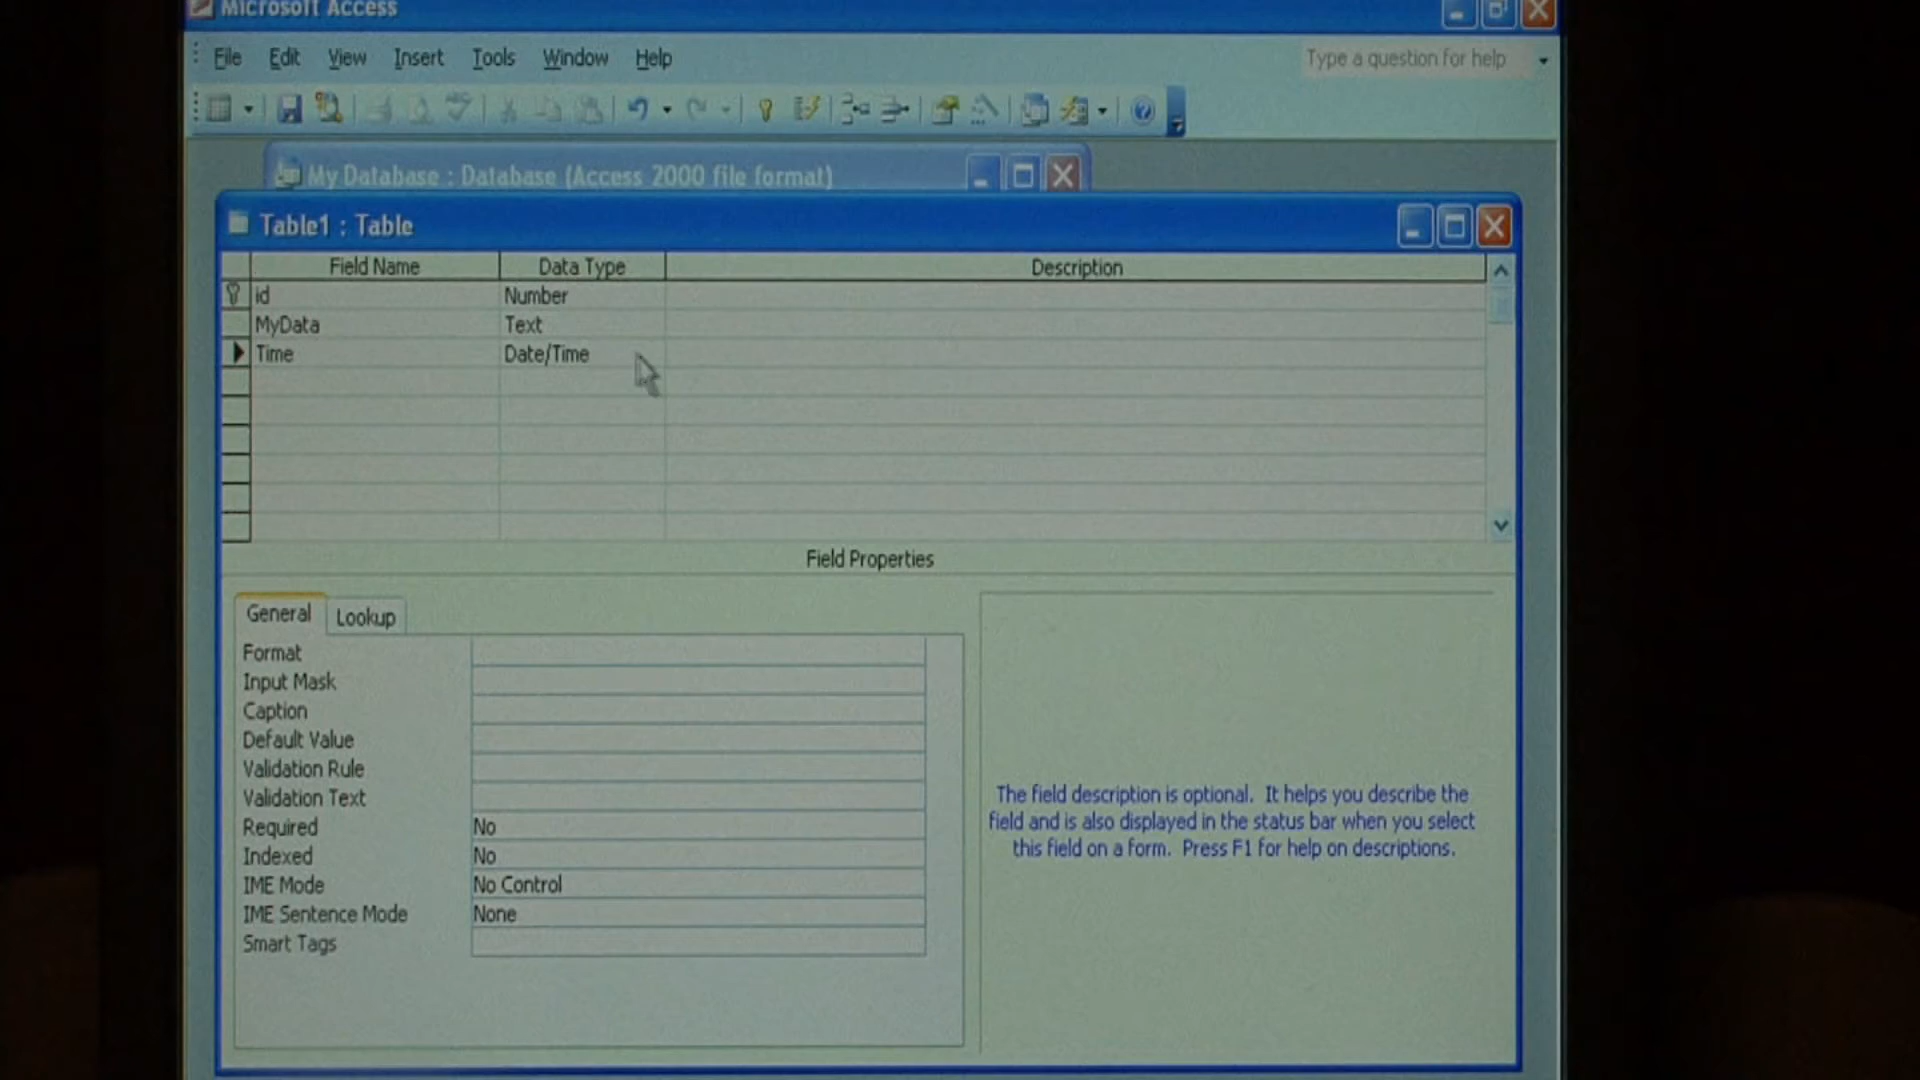 Microsoft Access
File Edit View Insert Tools Window Help Type a question for help
My Database : Database (Access 2000 file format)
Table1 : Table
Field Name Data Type Description
id Number
MyData Text
Time Date/Time
Field Properties
General Lookup
Format
Input Mask
Caption
Default Value
Validation Rule
Validation Text
Required No
Indexed No
IME Mode No Control
IME Sentence Mode None
Smart Tags
The field description is optional. It helps you describe the
field and is also displayed in the status bar when you select
this field on a form. Press F1 for help on descriptions.